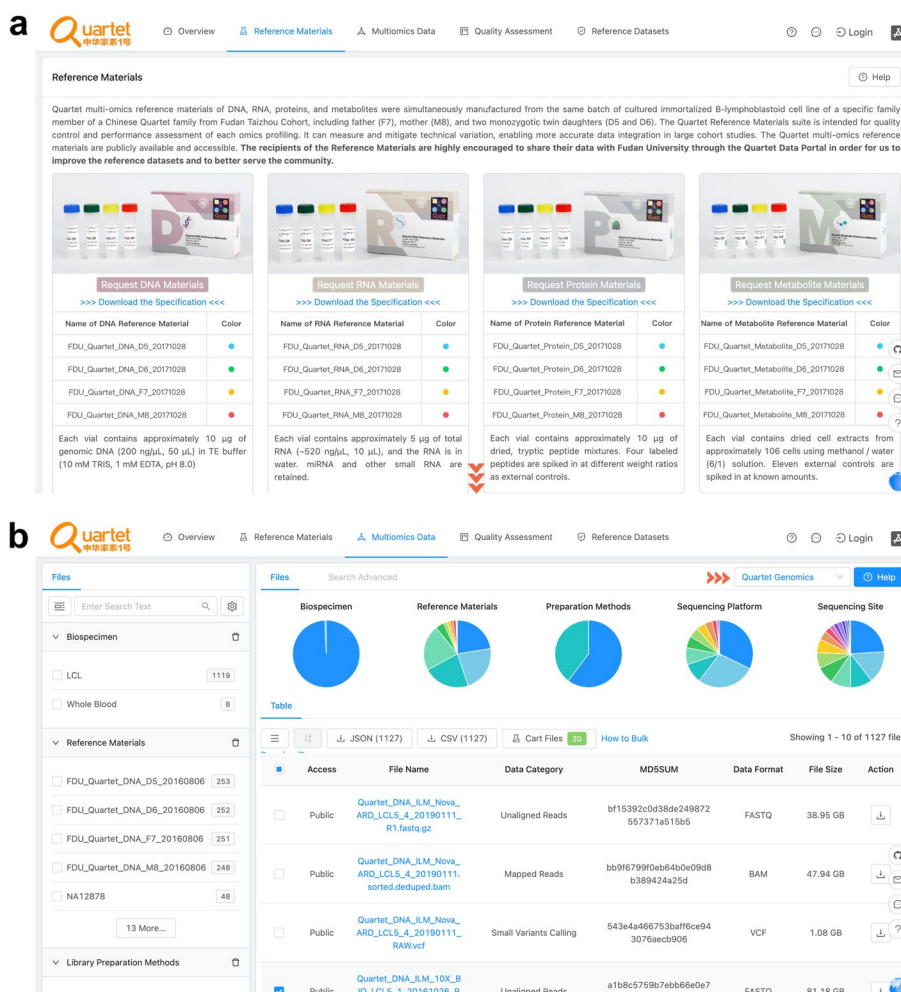 a
Quartet
中华家系1号
Overview
Reference Materials
Multiomics Data
Quality Assessment
Reference Datasets
Login
Reference Materials
Help
Quartet multi-omics reference materials of DNA, RNA, proteins, and metabolites were simultaneously manufactured from the same batch of cultured immortalized B-lymphoblastoid cell line of a specific family
member of a Chinese Quartet family from Fudan Taizhou Cohort, including father (F7), mother (M8), and two monozygotic twin daughters (D5 and D6). The Quartet Reference Materials suite is intended for quality
control and performance assessment of each omics profiling. It can measure and mitigate technical variation, enabling more accurate data integration in large cohort studies. The Quartet multi-omics reference
materials are publicly available and accessible. The recipients of the Reference Materials are highly encouraged to share their data with Fudan University through the Quartet Data Portal in order for us to
improve the reference datasets and to better serve the community.
D
R
P
M
Request DNA Materials
Request RNA Materials
Request Protein Materials
Request Metabolite Materials
>>> Download the Specification <<<
>>> Download the Specification <<<
>>> Download the Specification <<<
>>> Download the Specification <<<
Name of DNA Reference Material Color
FDU_Quartet_DNA_D5_20171028
FDU_Quartet_DNA_D6_20171028
FDU_Quartet_DNA_F7_20171028
FDU_Quartet_DNA_M8_20171028
Each vial contains approximately 10 µg of
genomic DNA (200 ng/µL, 50 µL) in TE buffer
(10 mM TRIS, 1 mM EDTA, pH 8.0)
Name of RNA Reference Material Color
FDU_Quartet_RNA_D5_20171028
FDU_Quartet_RNA_D6_20171028
FDU_Quartet_RNA_F7_20171028
FDU_Quartet_RNA_M8_20171028
Each vial contains approximately 5 µg of total
RNA (~520 ng/µL, 10 µL), and the RNA is in
water. miRNA and other small RNA are
retained.
Name of Protein Reference Material Color
FDU_Quartet_Protein_D5_20171028
FDU_Quartet_Protein_D6_20171028
FDU_Quartet_Protein_F7_20171028
FDU_Quartet_Protein_M8_20171028
Each vial contains approximately 10 µg of
dried, tryptic peptide mixtures. Four labeled
peptides are spiked in at different weight ratios
as external controls.
Name of Metabolite Reference Material Color
FDU_Quartet_Metabolite_D5_20171028
FDU_Quartet_Metabolite_D6_20171028
FDU_Quartet_Metabolite_F7_20171028
FDU_Quartet_Metabolite_M8_20171028
Each vial contains dried cell extracts from
approximately 106 cells using methanol / water
(6/1) solution. Eleven external controls are
spiked in at known amounts.
b
Quartet
中华家系1号
Overview
Reference Materials
Multiomics Data
Quality Assessment
Reference Datasets
Login
Files
Enter Search Text
Biospecimen
LCL 1119
Whole Blood 8
Reference Materials
FDU_Quartet_DNA_D5_20160806 253
FDU_Quartet_DNA_D6_20160806 252
FDU_Quartet_DNA_F7_20160806 251
FDU_Quartet_DNA_M8_20160806 248
NA12878 48
13 More...
Library Preparation Methods
Files
Search Advanced
Quartet Genomics
Help
Biospecimen
Reference Materials
Preparation Methods
Sequencing Platform
Sequencing Site
Table
JSON (1127)
CSV (1127)
Cart Files 20
How to Bulk
Showing 1 - 10 of 1127 file
Access File Name Data Category MD5SUM Data Format File Size Action
Public
Quartet_DNA_ILM_Nova_
ARD_LCL5_4_20190111_
R1.fastq.gz
Unaligned Reads
bf15392c0d38de249872
557371a515b5
FASTQ
38.95 GB
Public
Quartet_DNA_ILM_Nova_
ARD_LCL5_4_20190111.
sorted.deduped.bam
Mapped Reads
bb9f6799f0eb64b0e09d8
b389424a25d
BAM
47.94 GB
Public
Quartet_DNA_ILM_Nova_
ARD_LCL5_4_20190111_
RAW.vcf
Small Variants Calling
543e4a466753baff6ce94
3076aecb906
VCF
1.08 GB
Public
Quartet_DNA_ILM_10X_B
Unaligned Reads
a1b8c5759b7ebb66e0e7
FASTQ
81.18 GB